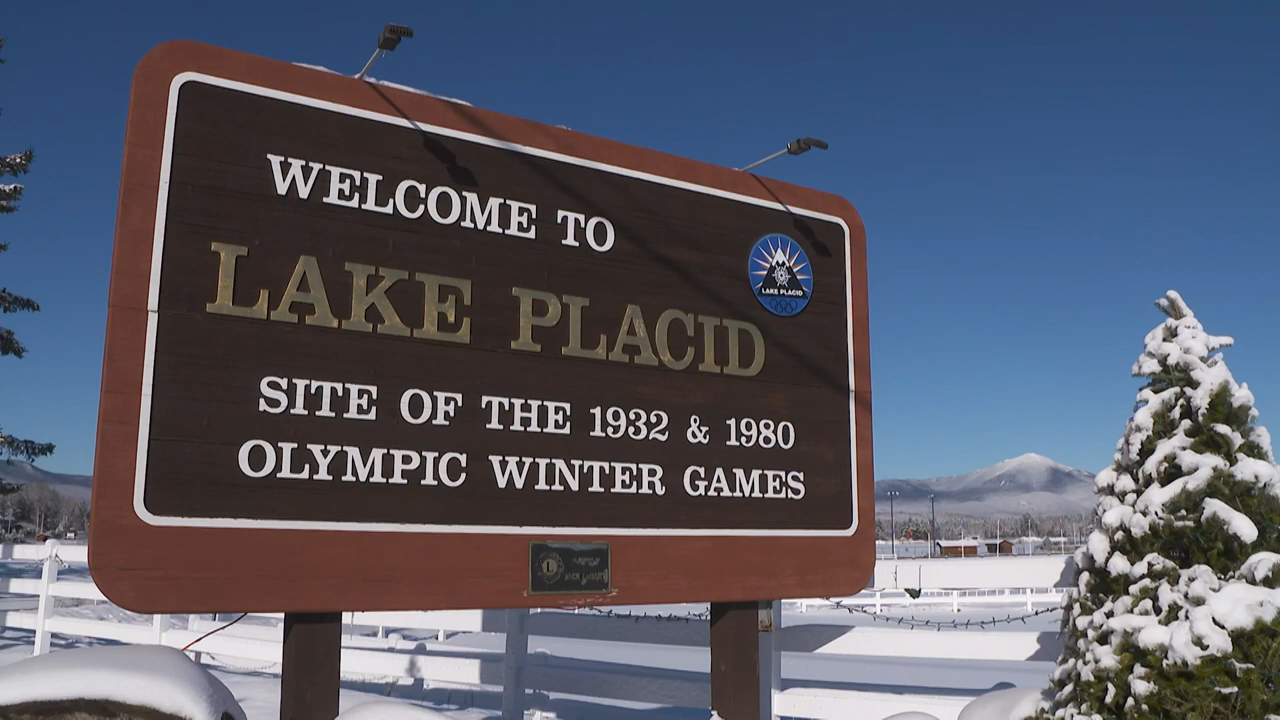 WELCOME TO
LAKE PLACID
SITE OF THE 1932 & 1980
OLYMPIC WINTER GAMES
LAKE PLACID
L